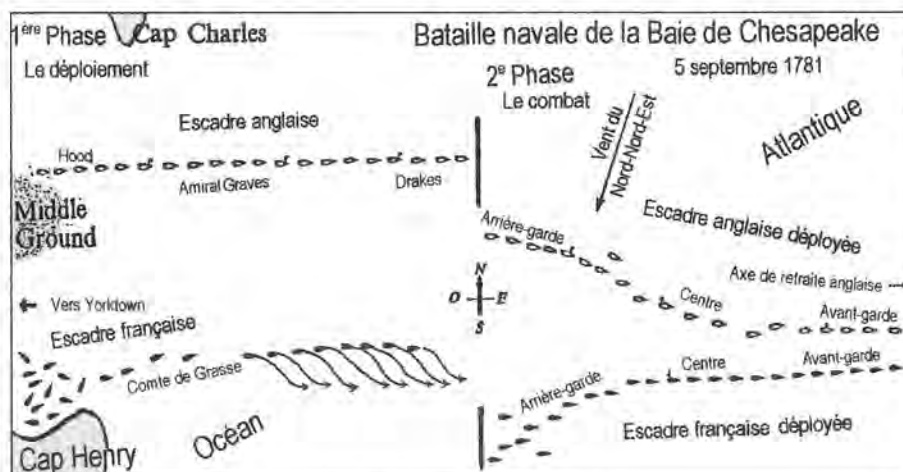 1ère Phase
Cap Charles
Le déploiement
Escadre anglaise
Hood
Amiral Graves
Drakes
Middle
Ground
Vers Yorktown
Escadre française
Comte de Grasse
Océan
Cap Henry
Bataille navale de la Baie de Chesapeake
5 septembre 1781
2e Phase
Le combat
Vent du
Nord-Nord-Est
Atlantique
Arrière-garde
Escadre anglaise déployée
Axe de retraite anglaise
Centre
Avant-garde
N
O E
S
Arrière-garde
Centre
Avant-garde
Escadre française déployée